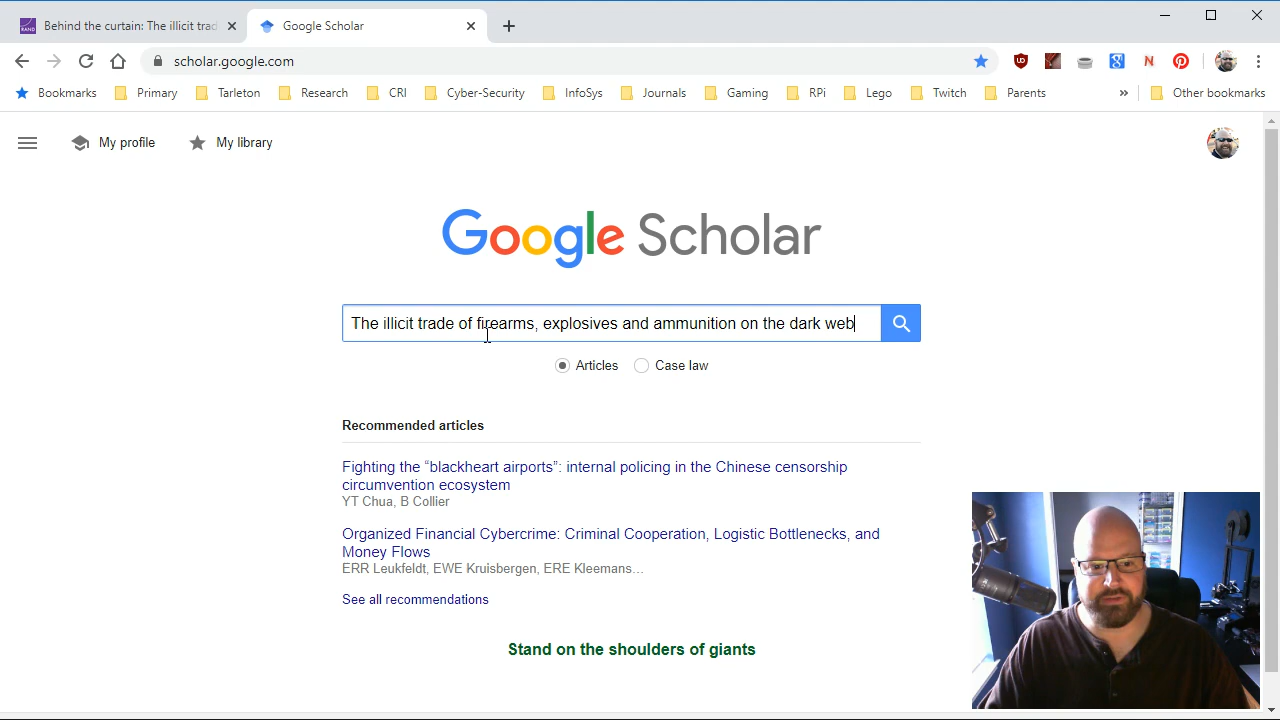 RAND
Behind the curtain: The illicit trad
Google Scholar
scholar.google.com
Bookmarks Primary Tarleton Research CRI Cyber-Security InfoSys Journals Gaming RPi Lego Twitch Parents » Other bookmarks
My profile My library
Google Scholar
The illicit trade of firearms, explosives and ammunition on the dark web
Articles Case law
Recommended articles
Fighting the “blackheart airports”: internal policing in the Chinese censorship
circumvention ecosystem
YT Chua, B Collier
Organized Financial Cybercrime: Criminal Cooperation, Logistic Bottlenecks, and
Money Flows
ERR Leukfeldt, EWE Kruisbergen, ERE Kleemans…
See all recommendations
Stand on the shoulders of giants